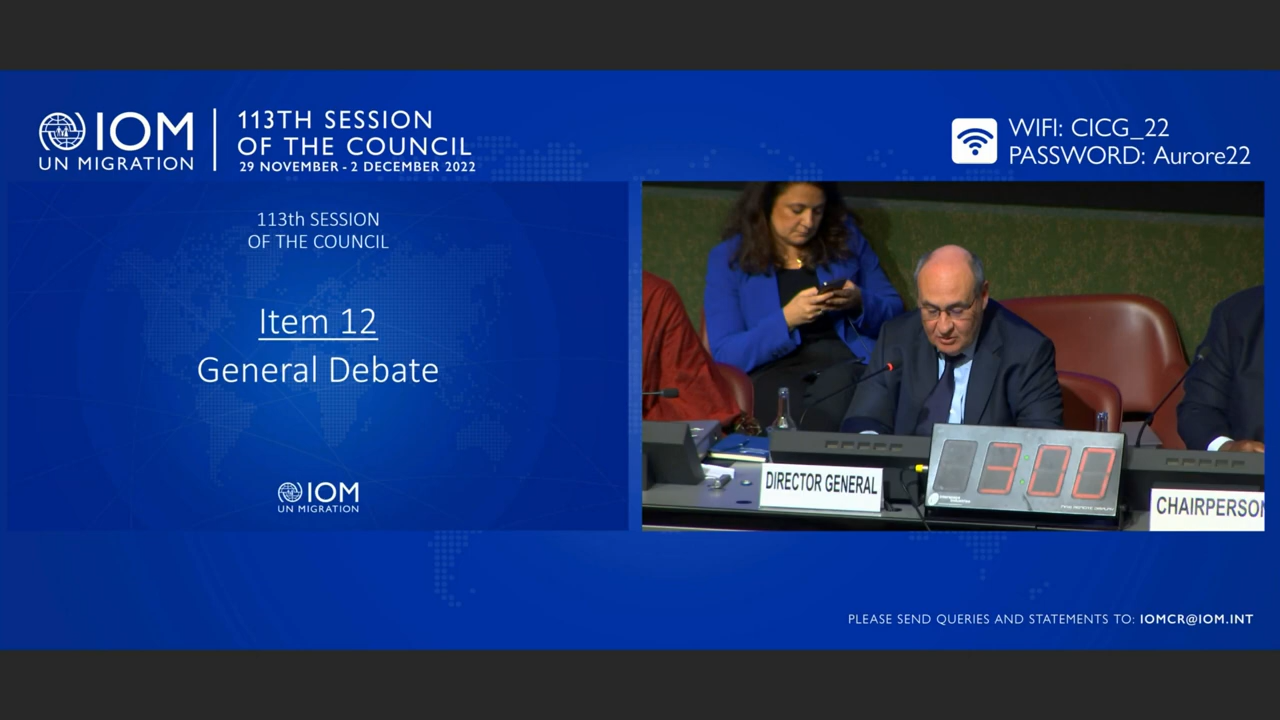 IOM
UN MIGRATION
113TH SESSION
OF THE COUNCIL
29 NOVEMBER - 2 DECEMBER 2022
WIFI: CICG_22
PASSWORD: Aurore22
113th SESSION
OF THE COUNCIL
Item 12
General Debate
IOM
UN MIGRATION
DIRECTOR GENERAL
3:00
CHAIRPERSON
PLEASE SEND QUERIES AND STATEMENTS TO: IOMCR@IOM.INT